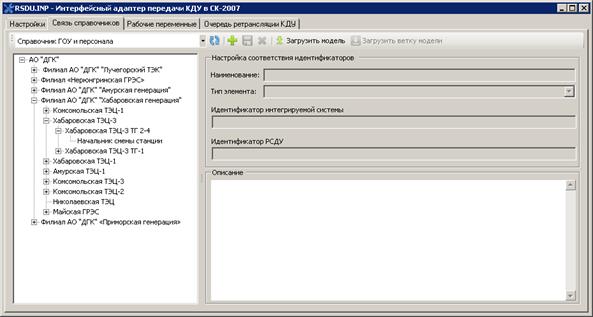 RSDU.INP - Интерфейсный адаптер передачи КДУ в СК-2007
Настройки Связь справочников Рабочие переменные Очередь ретрансляции КДУ
Справочник ГОУ и персонала Загрузить модель Загрузить ветку модели
АО "ДГК"
Филиал АО "ДГК" "Лучегорский ТЭК"
Филиал «Нерюнгринская ГРЭС»
Филиал АО "ДГК" "Амурская генерация"
Филиал АО "ДГК" "Хабаровская генерация"
Комсомольская ТЭЦ-1
Хабаровская ТЭЦ-3
Хабаровская ТЭЦ-3 ТГ 2-4
Начальник смены станции
Хабаровская ТЭЦ-3 ТГ-1
Хабаровская ТЭЦ-1
Амурская ТЭЦ-1
Комсомольская ТЭЦ-3
Комсомольская ТЭЦ-2
Николаевская ТЭЦ
Майская ГРЭС
Филиал АО "ДГК" «Приморская генерация»
Настройка соответствия идентификаторов
Наименование:
Тип элемента:
Идентификатор интегрируемой системы
Идентификатор РСДУ
Описание